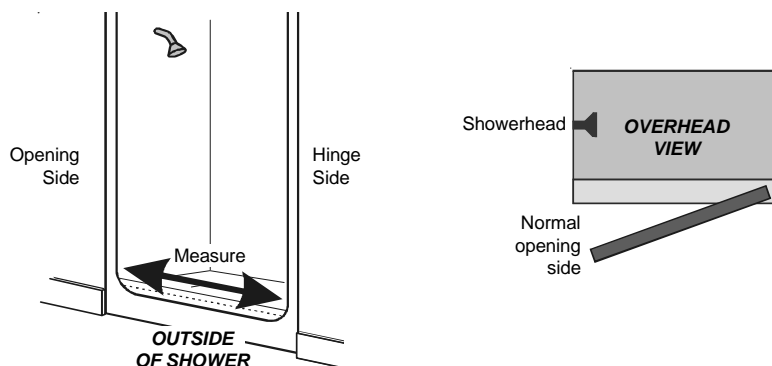 Opening
Side
Hinge
Side
Measure
OUTSIDE
OF SHOWER
Showerhead
OVERHEAD
VIEW
Normal
opening
side